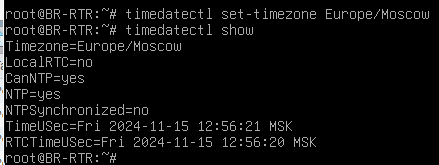 root@BR-RTR:~# timedatectl set-timezone Europe/Moscow
root@BR-RTR:~# timedatectl show
Timezone=Europe/Moscow
LocalRTC=no
CanNTP=yes
NTP=yes
NTPSynchronized=no
TimeUSec=Fri 2024-11-15 12:56:21 MSK
RTCTimeUSec=Fri 2024-11-15 12:56:20 MSK
root@BR-RTR:~#